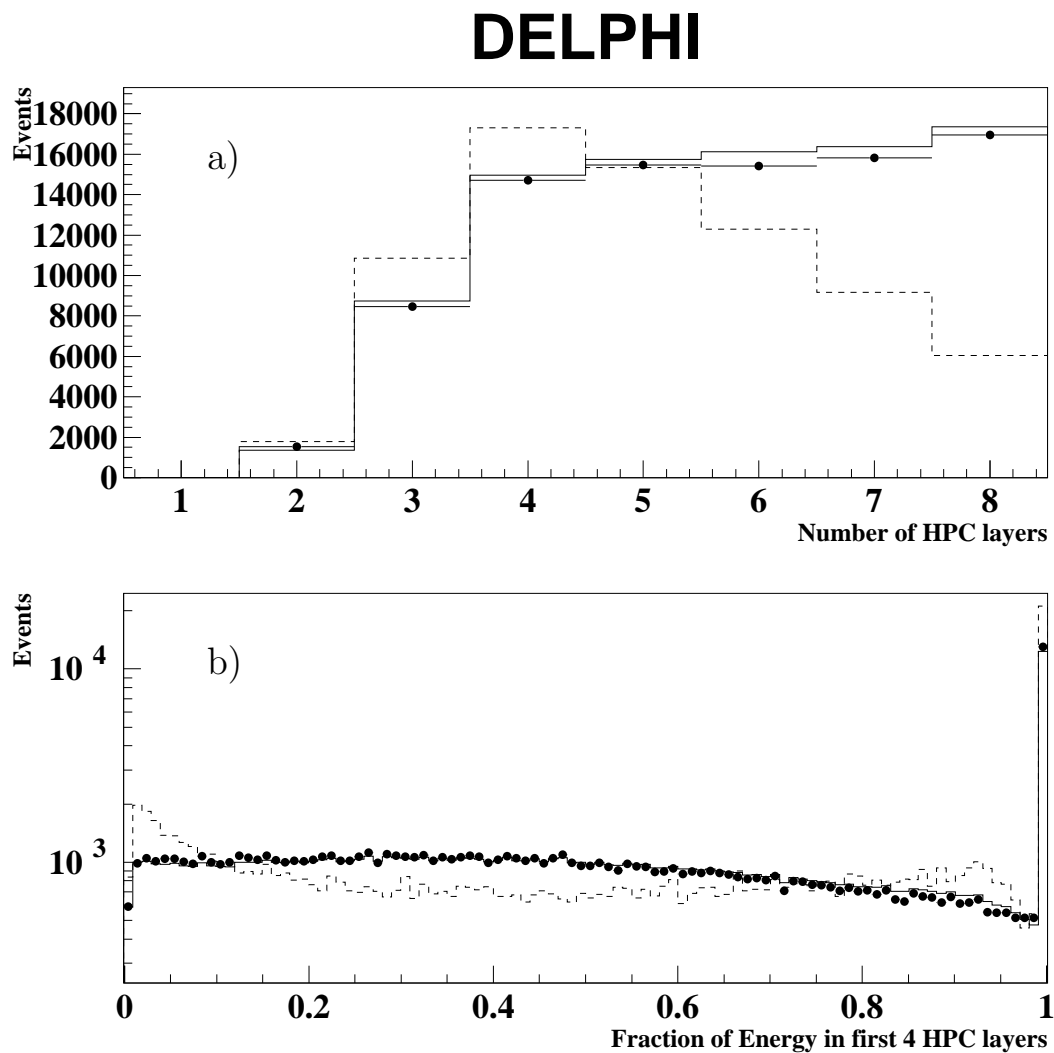 DELPHI
Events
18000
16000
14000
12000
10000
8000
6000
4000
2000
0
a)
1 2 3 4 5 6 7 8
Number of HPC layers
Events
10 4
10 3
b)
0 0.2 0.4 0.6 0.8 1
Fraction of Energy in first 4 HPC layers